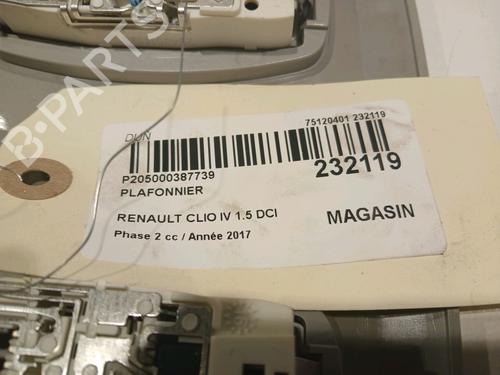 B-PARTS
DUN
75120401 232119
P205000387739
232119
PLAFONNIER
RENAULT CLIO IV 1.5 DCI
MAGASIN
Phase 2 cc / Année 2017